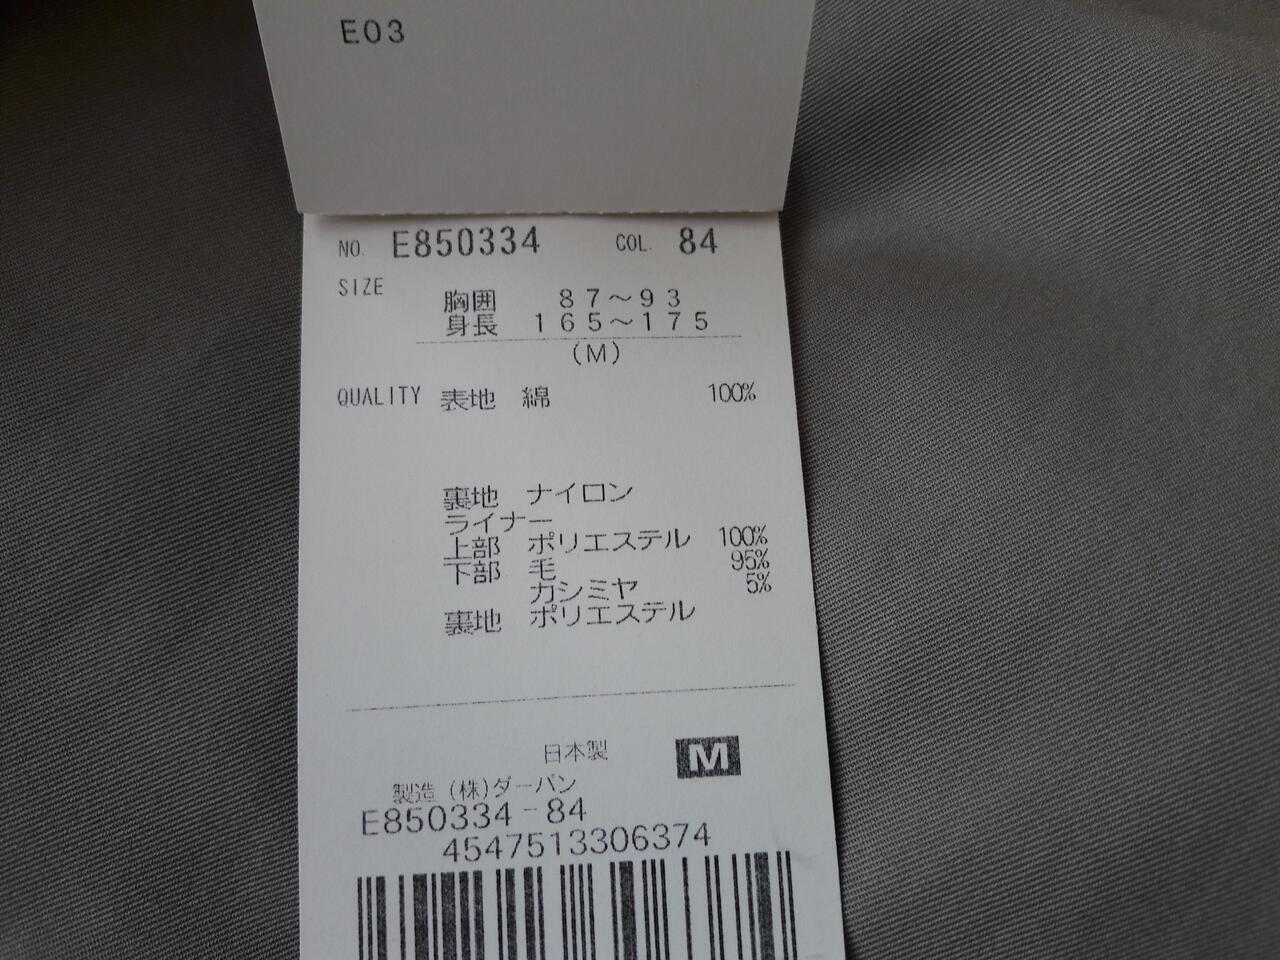 E03
NO. E850334 COL. 84
SIZE
胸囲 87～93
身長 165～175
(M)
QUALITY 表地 綿 100%
裏地 ナイロン
ライナー
上部 ポリエステル 100%
下部 毛 95%
カシミヤ 5%
裏地 ポリエステル
日本製 M
製造 (株)ダーバン
E850334-84
4547513306374